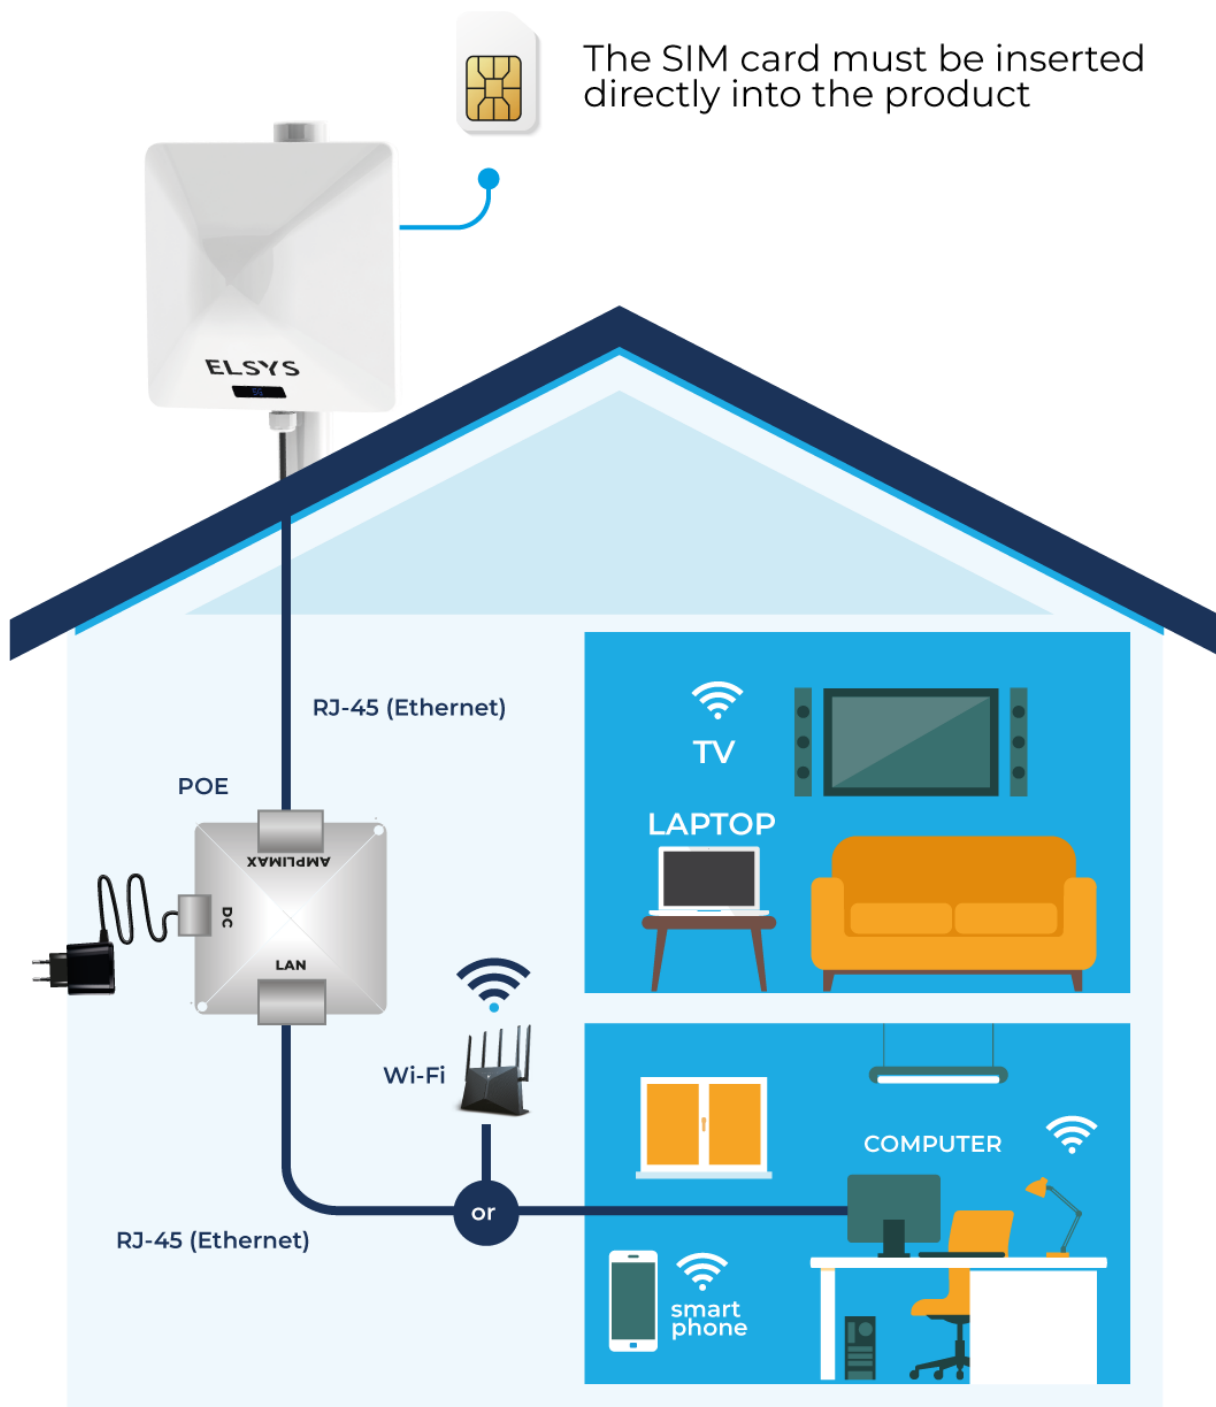 The SIM card must be inserted
directly into the product
ELSYS
5G
RJ-45 (Ethernet)
POE
AMPLIMAX
DC
LAN
TV
LAPTOP
Wi-Fi
COMPUTER
or
RJ-45 (Ethernet)
smart
phone